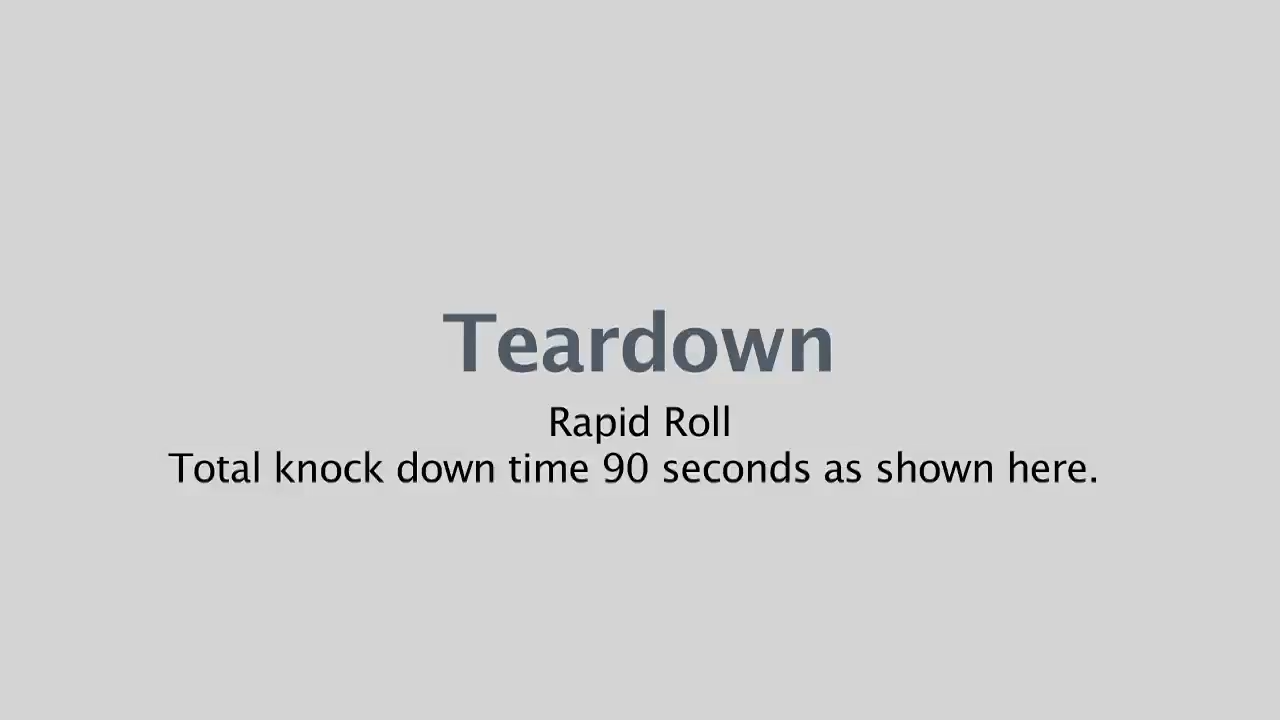 Teardown
Rapid Roll
Total knock down time 90 seconds as shown here.